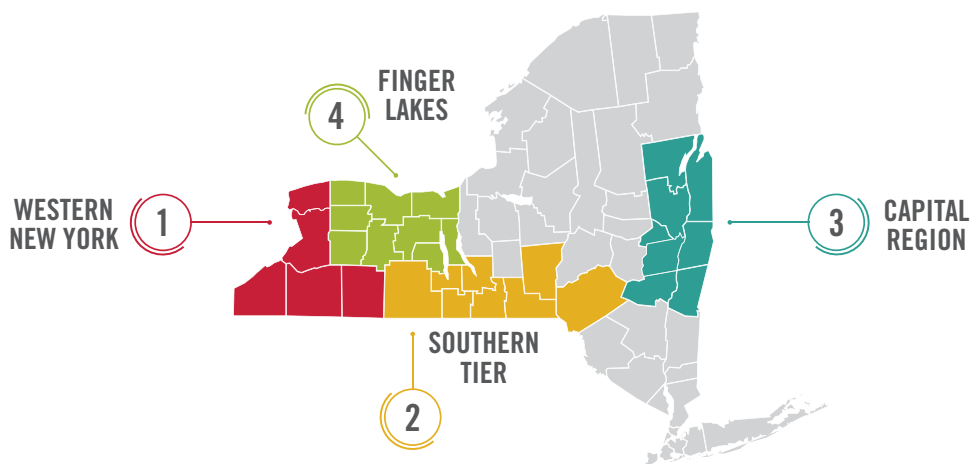 FINGER
LAKES
4
WESTERN
NEW YORK
1
3
CAPITAL
REGION
SOUTHERN
TIER
2